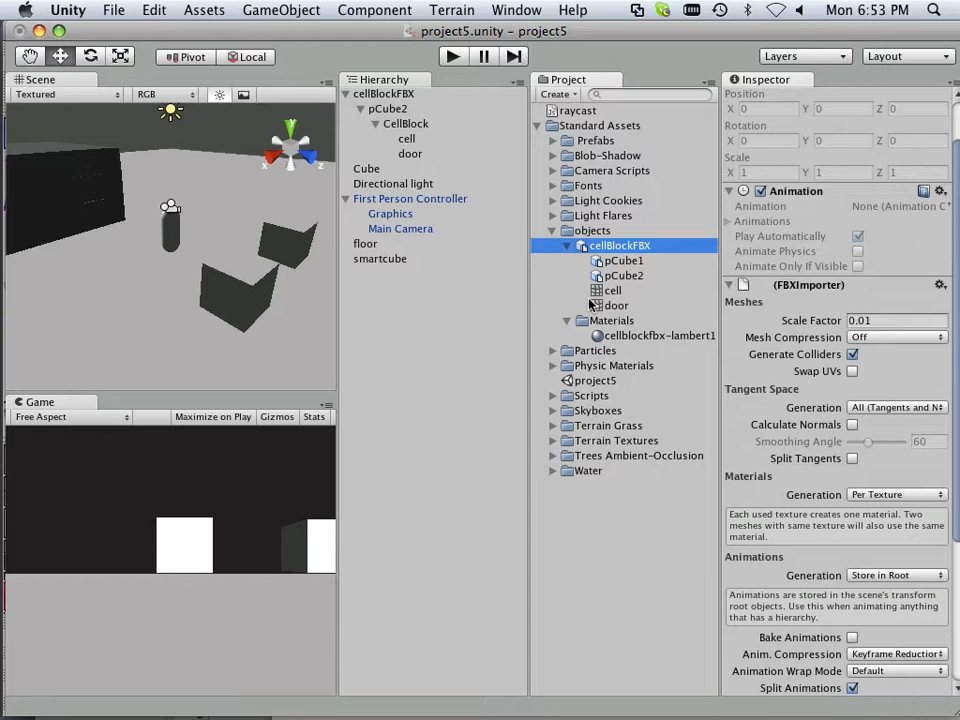 Unity File Edit Assets GameObject Component Terrain Window Help Mon 6:53 PM
project5.unity - project5
Pivot Local Layers Layout
Scene
Textured RGB
Game
Free Aspect Maximize on Play Gizmos Stats
Hierarchy
cellBlockFBX
pCube2
CellBlock
cell
door
Cube
Directional light
First Person Controller
Graphics
Main Camera
floor
smartcube
Project
Create
raycast
Standard Assets
Prefabs
Blob-Shadow
Camera Scripts
Fonts
Light Cookies
Light Flares
objects
cellBlockFBX
pCube1
pCube2
cell
door
Materials
cellblockfbx-lambert1
Particles
Physic Materials
project5
Scripts
Skyboxes
Terrain Grass
Terrain Textures
Trees Ambient-Occlusion
Water
Inspector
Position
X 0 Y 0 Z 0
Rotation
X 0 Y 0 Z 0
Scale
X 1 Y 1 Z 1
Animation
Animation None (Animation C
Animations
Play Automatically
Animate Physics
Animate Only If Visible
(FBXImporter)
Meshes
Scale Factor 0.01
Mesh Compression Off
Generate Colliders
Swap UVs
Tangent Space
Generation All (Tangents and N
Calculate Normals
Smoothing Angle 60
Split Tangents
Materials
Generation Per Texture
Each used texture creates one material. Two
meshes with same texture will also use the same
material.
Animations
Generation Store in Root
Animations are stored in the scene's transform
root objects. Use this when animating anything
that has a hierarchy.
Bake Animations
Anim. Compression Keyframe Reduction
Animation Wrap Mode Default
Split Animations